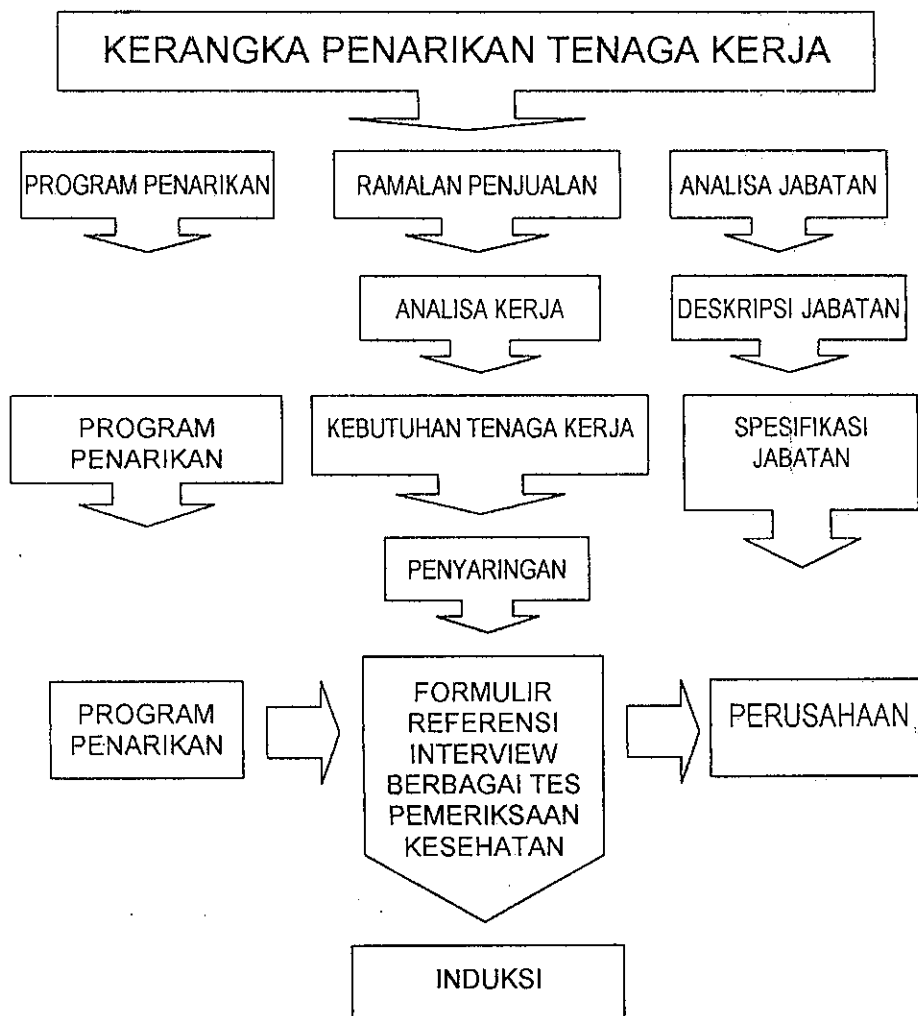 KERANGKA PENARIKAN TENAGA KERJA
PROGRAM PENARIKAN
RAMALAN PENJUALAN
ANALISA JABATAN
ANALISA KERJA
DESKRIPSI JABATAN
PROGRAM
PENARIKAN
KEBUTUHAN TENAGA KERJA
SPESIFIKASI
JABATAN
PENYARINGAN
PROGRAM
PENARIKAN
FORMULIR
REFERENSI
INTERVIEW
BERBAGAI TES
PEMERIKSAAN
KESEHATAN
PERUSAHAAN
INDUKSI